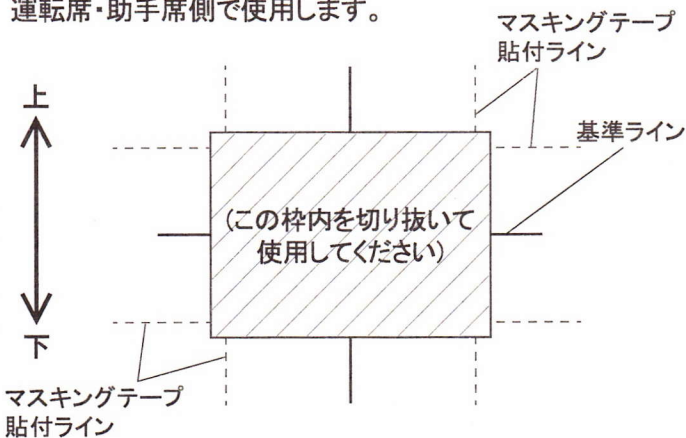 運転席・助手席側で使用します。
マスキングテープ
貼付ライン
上
基準ライン
(この枠内を切り抜いて
使用してください)
下
マスキングテープ
貼付ライン